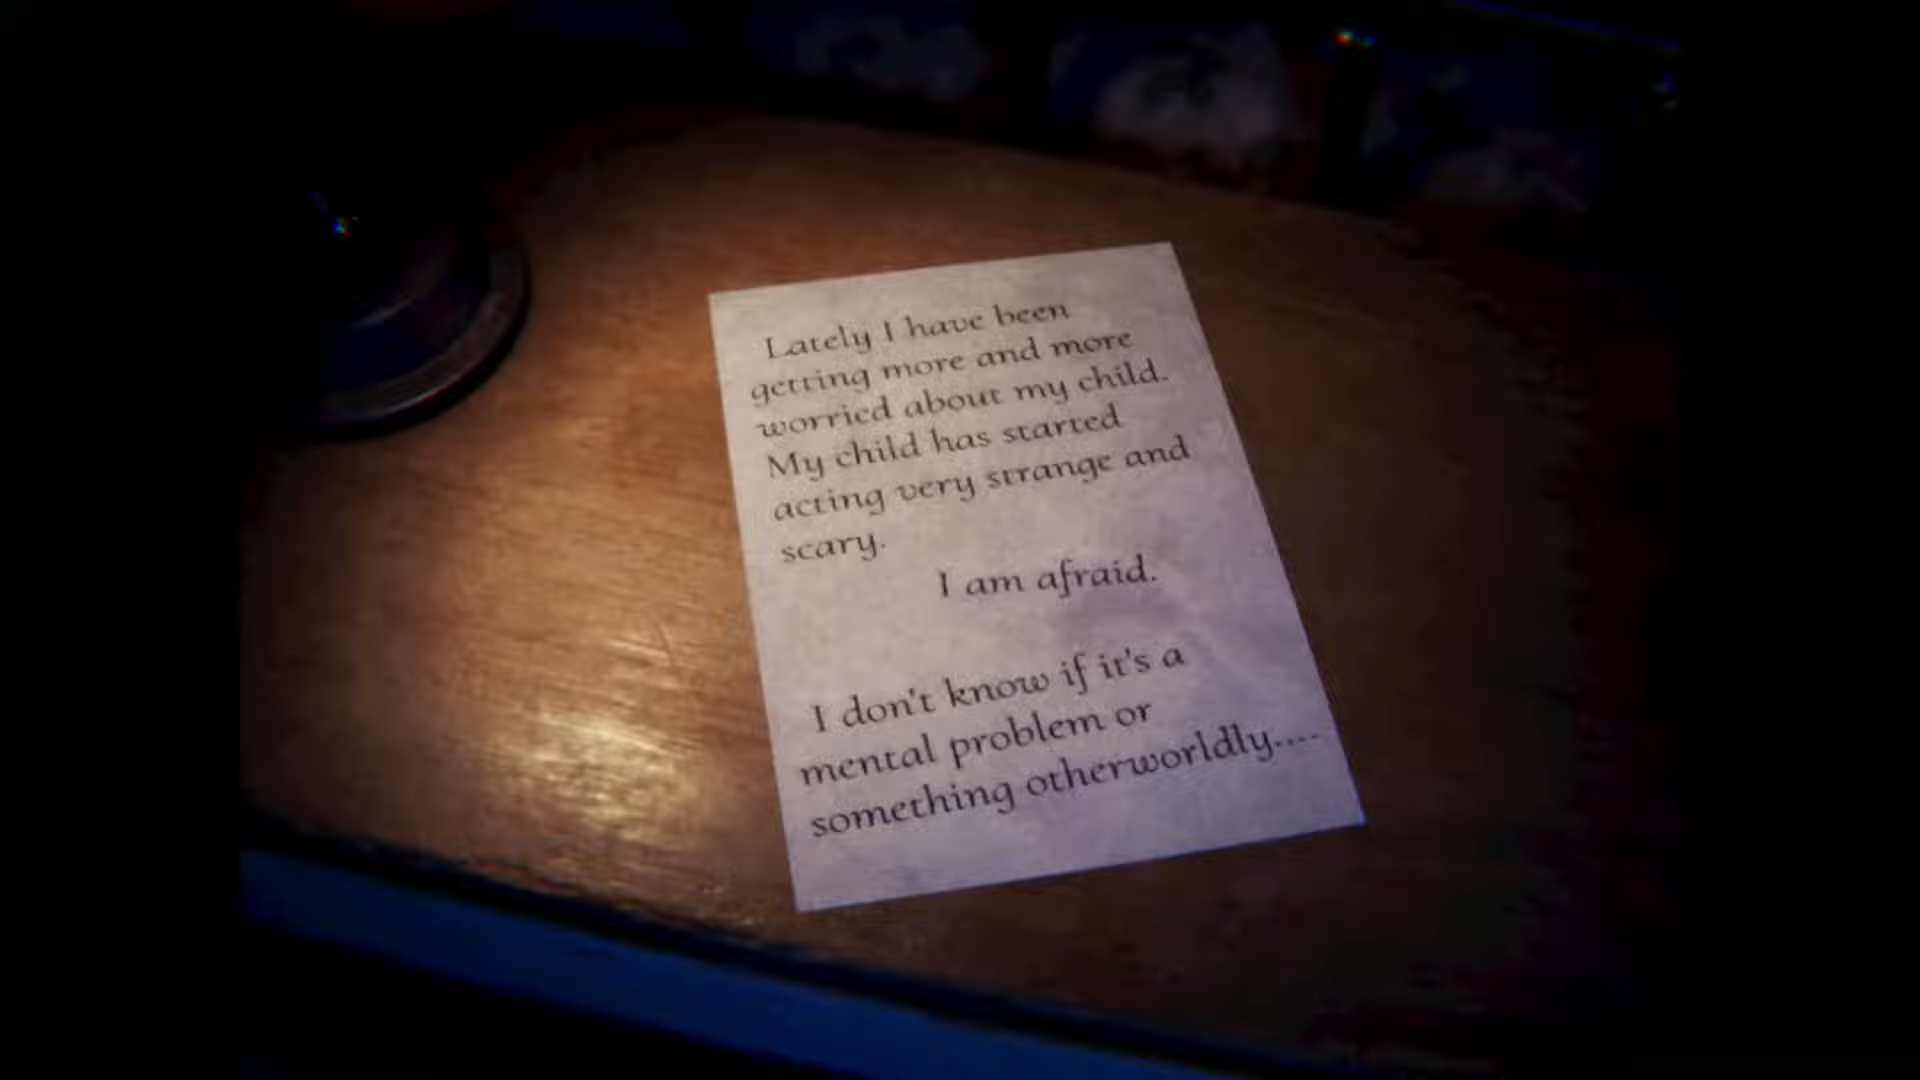 Lately I have been
getting more and more
worried about my child.
My child has started
acting very strange and
scary.
I am afraid.
I don't know if it's a
mental problem or
something otherworldly....